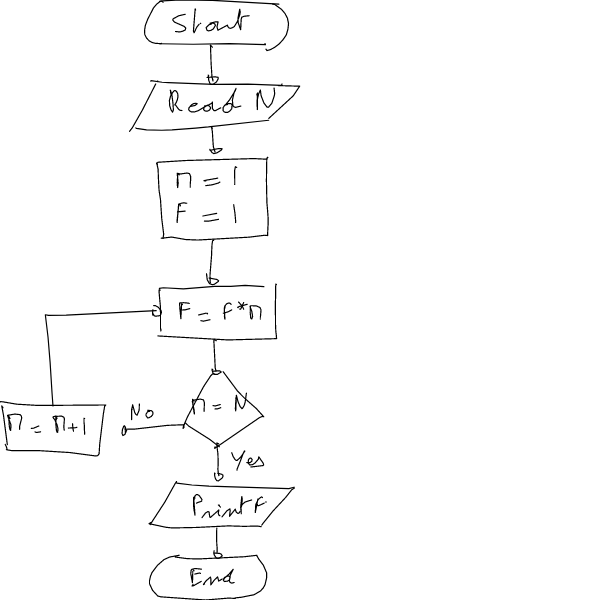 Start
Read N
n = 1
F = 1
F = F*n
n = N
No
n = n+1
Yes
Print F
End